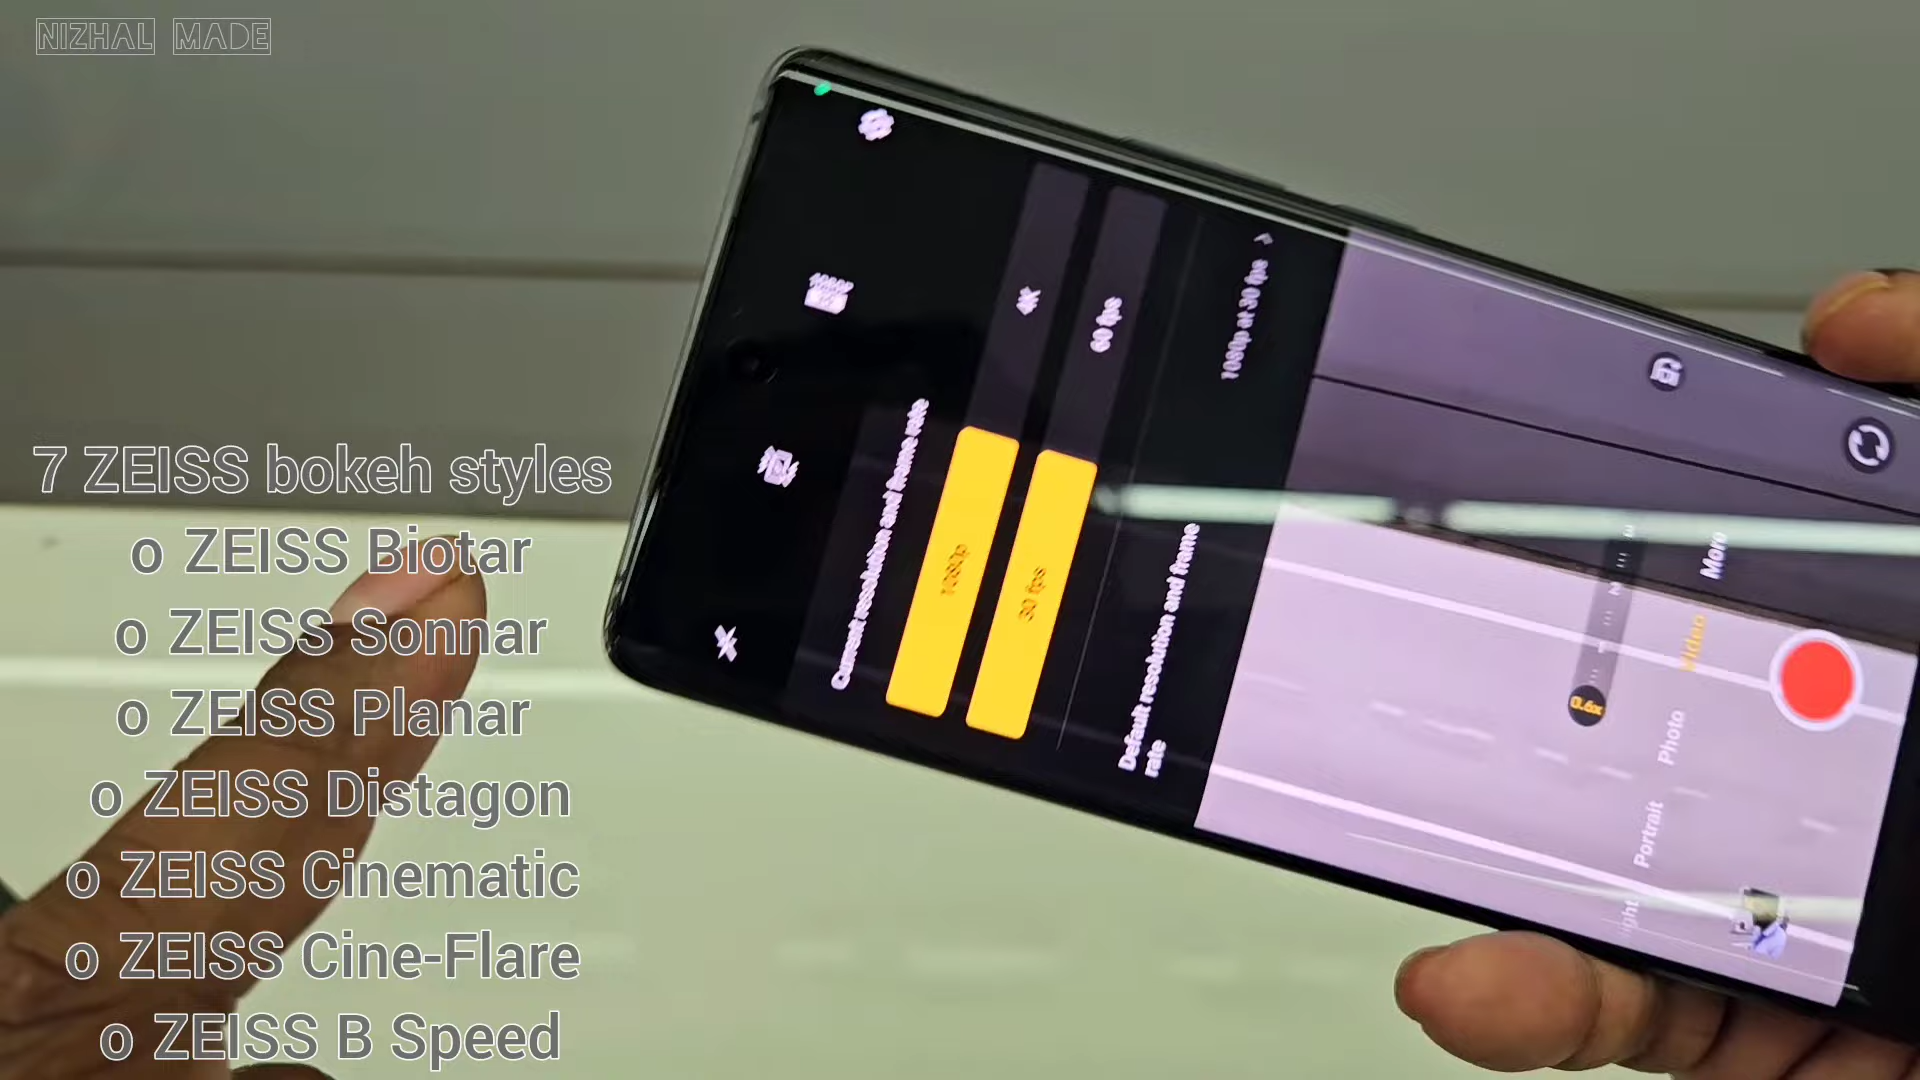 NIZHAL MADE
7 ZEISS bokeh styles
o ZEISS Biotar
o ZEISS Sonnar
o ZEISS Planar
o ZEISS Distagon
o ZEISS Cinematic
o ZEISS Cine-Flare
o ZEISS B Speed
Current resolution and frame rate
1080p
4K
30 fps
60 fps
Default resolution and frame
rate
1080p at 30 fps
0.6x
Portrait
Photo
Video
More